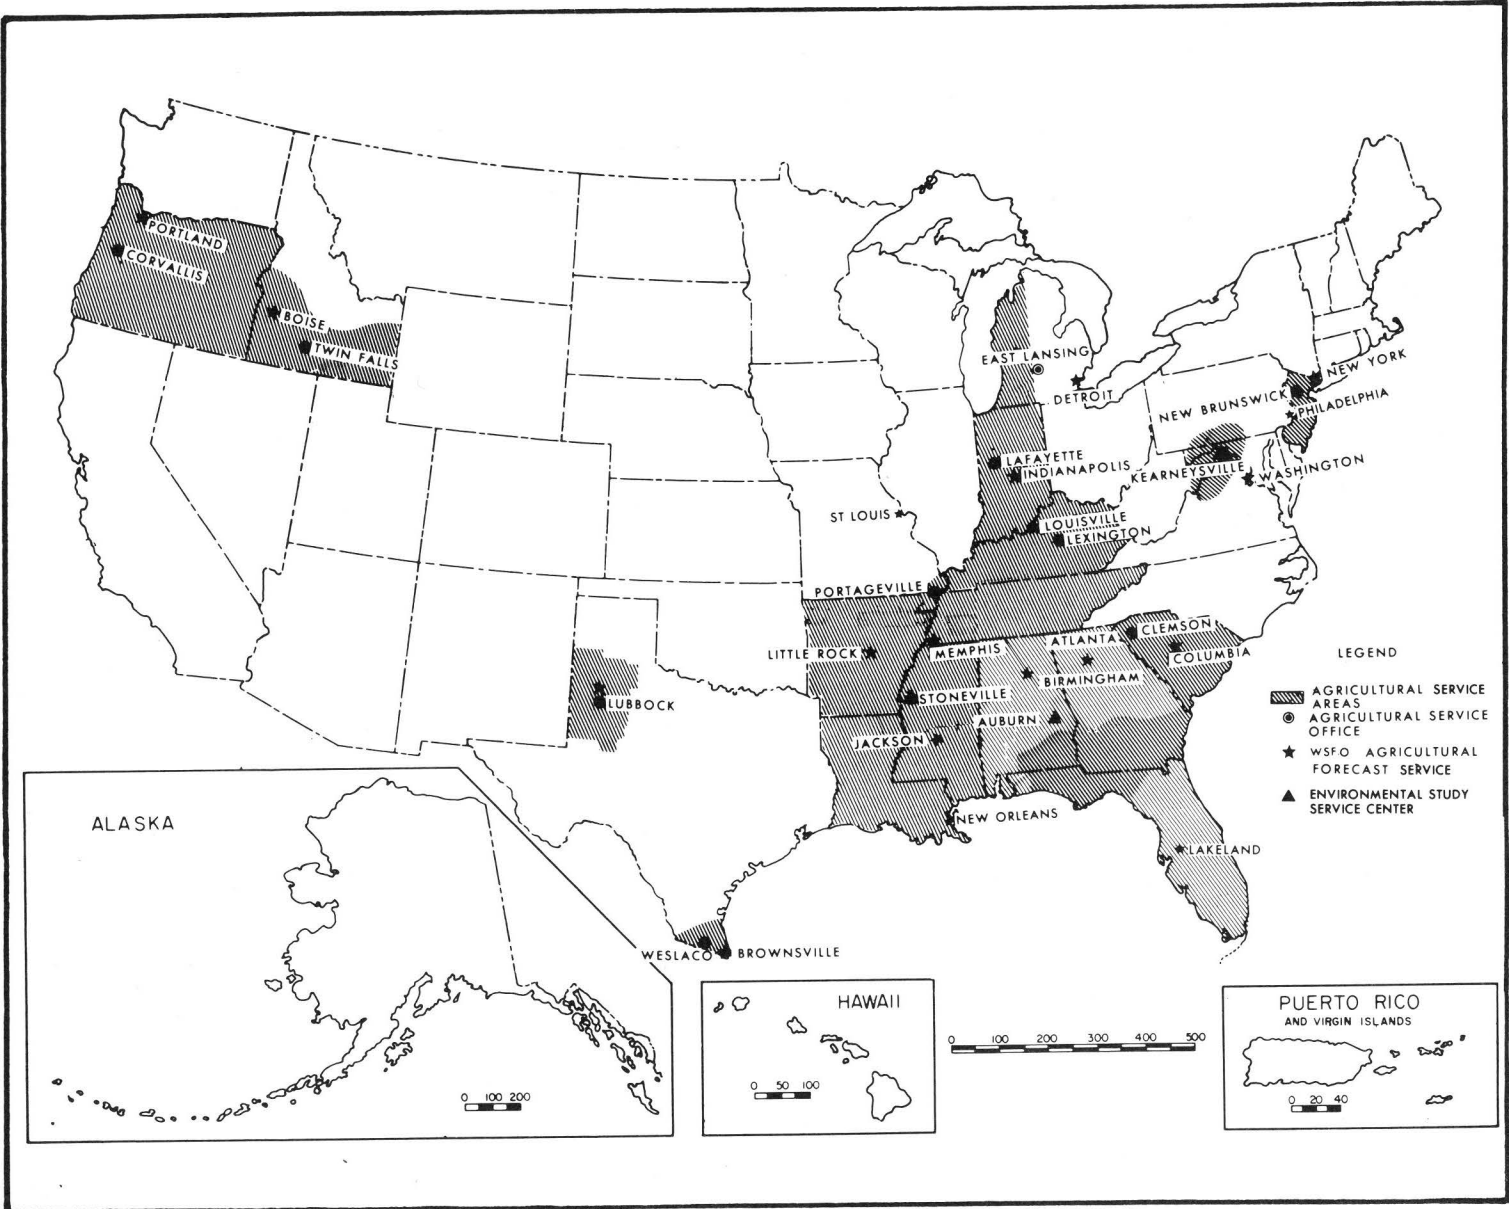 PORTLAND
CORVALLIS
BOISE
TWIN FALLS
EAST LANSING
DETROIT
NEW YORK
NEW BRUNSWICK
PHILADELPHIA
LAFAYETTE
INDIANAPOLIS
KEARNEYSVILLE
WASHINGTON
ST LOUIS
LOUISVILLE
LEXINGTON
PORTAGEVILLE
CLEMSON
ATLANTA
LITTLE ROCK
MEMPHIS
COLUMBIA
BIRMINGHAM
STONEVILLE
LUBBOCK
AUBURN
JACKSON
NEW ORLEANS
LAKELAND
WESLACO
BROWNSVILLE
LEGEND
AGRICULTURAL SERVICE
AREAS
AGRICULTURAL SERVICE
OFFICE
WSFO AGRICULTURAL
FORECAST SERVICE
ENVIRONMENTAL STUDY
SERVICE CENTER
ALASKA
0 100 200
HAWAII
0 50 100
0 100 200 300 400 500
PUERTO RICO
AND VIRGIN ISLANDS
0 20 40